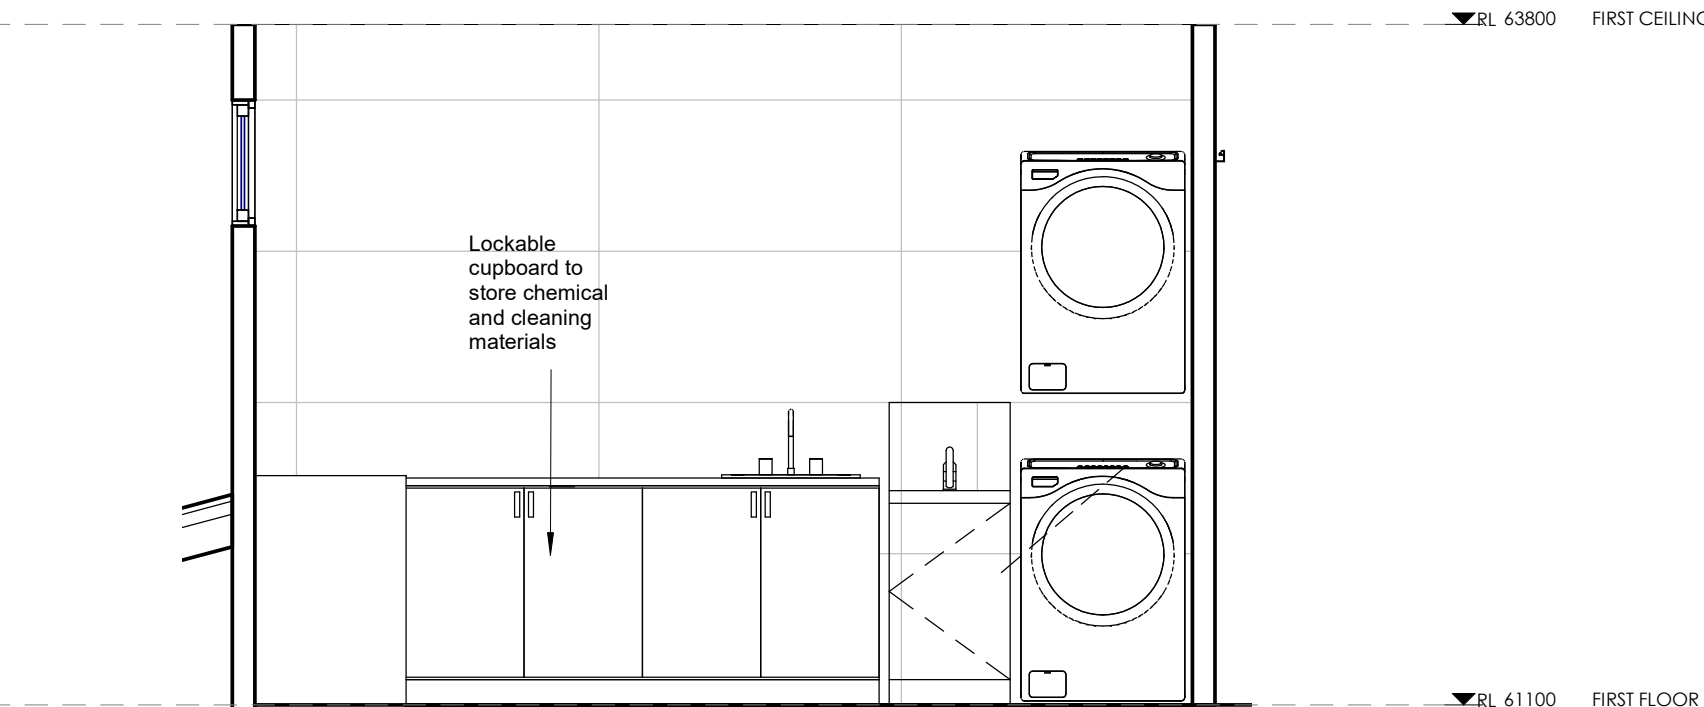 RL 63800 FIRST CEILING
Lockable
cupboard to
store chemical
and cleaning
materials
RL 61100 FIRST FLOOR